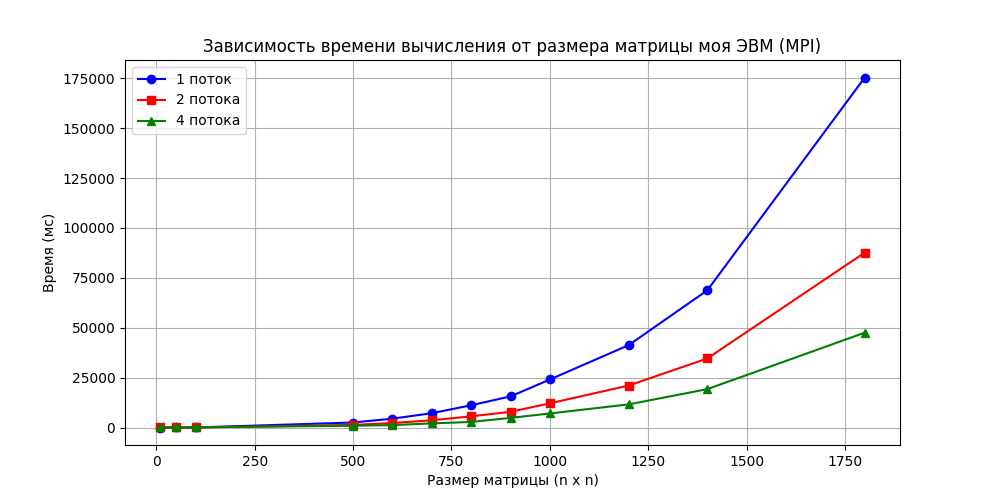 Зависимость времени вычисления от размера матрицы моя ЭВМ (MPI)
1 поток
2 потока
4 потока
Время (мс)
175000
150000
125000
100000
75000
50000
25000
0
0 250 500 750 1000 1250 1500 1750
Размер матрицы (n x n)